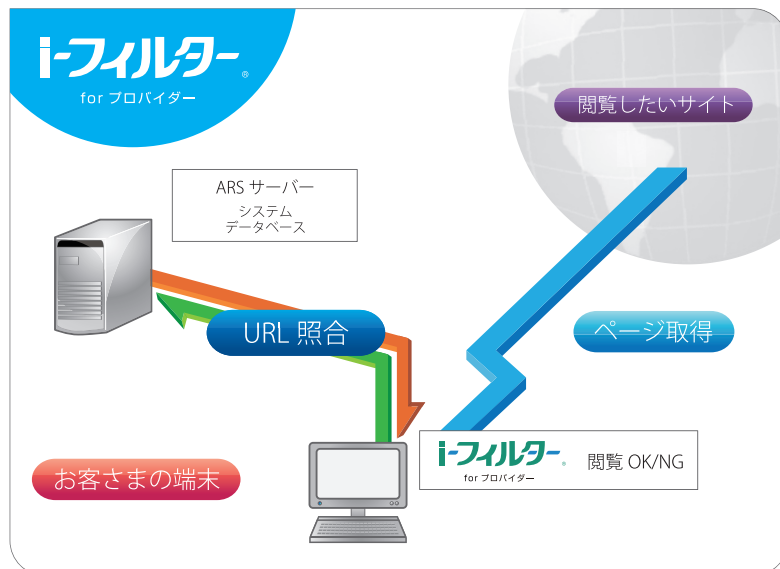 i-フィルター®
for プロバイダー
閲覧したいサイト
ARS サーバー
システム
データベース
URL 照合
ページ取得
お客さまの端末
i-フィルター®
for プロバイダー
閲覧 OK/NG